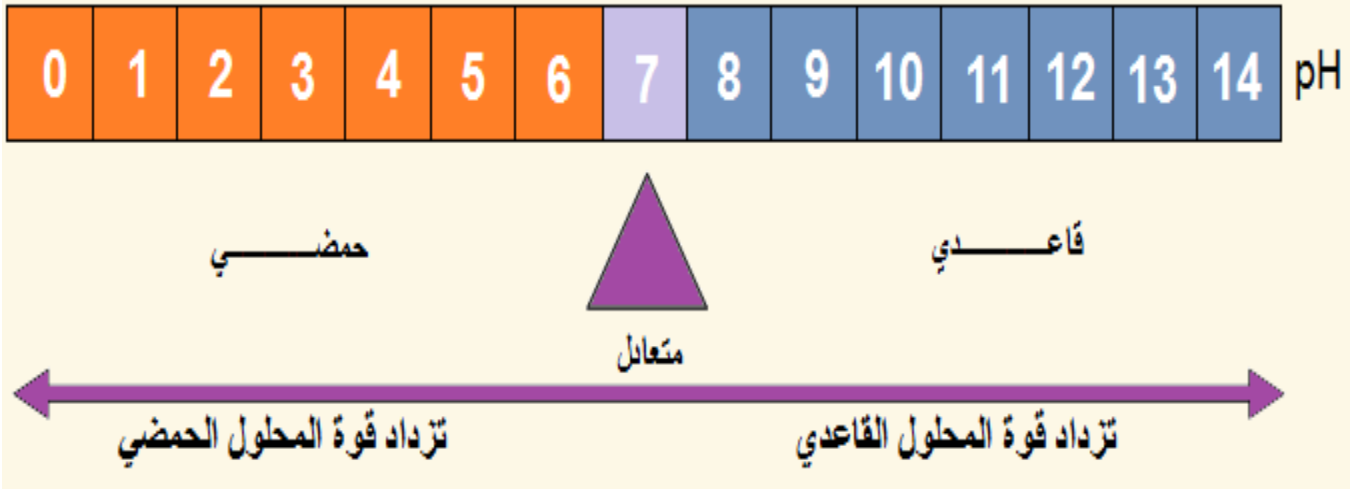 0 1 2 3 4 5 6 7 8 9 10 11 12 13 14 pH
حمضـــــــي
قاعـــــــدي
متعادل
تزداد قوة المحلول الحمضي
تزداد قوة المحلول القاعدي